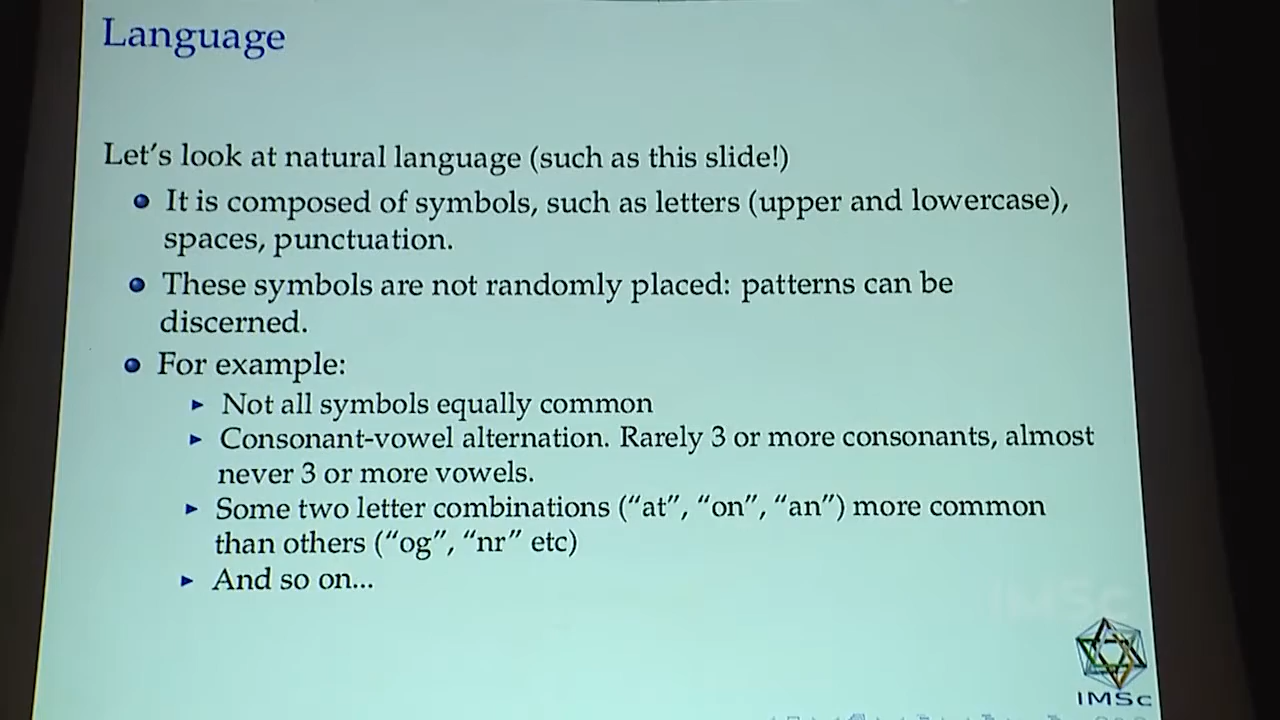 Language
Let's look at natural language (such as this slide!)
It is composed of symbols, such as letters (upper and lowercase),
spaces, punctuation.
These symbols are not randomly placed: patterns can be
discerned.
For example:
Not all symbols equally common
Consonant-vowel alternation. Rarely 3 or more consonants, almost
never 3 or more vowels.
Some two letter combinations ("at", "on", "an") more common
than others ("og", "nr" etc)
And so on...
IMSc
IMSc